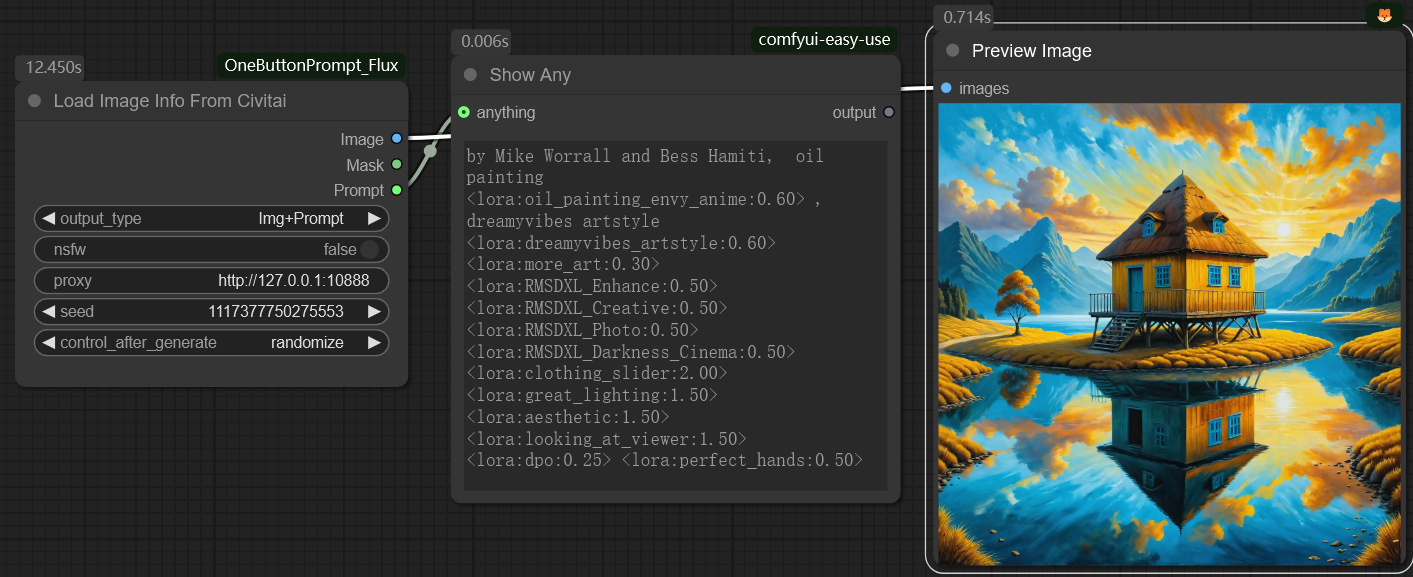 12.450s
OneButtonPrompt_Flux
Load Image Info From Civitai
Image
Mask
Prompt
output_type Img+Prompt
nsfw false
proxy http://127.0.0.1:10888
seed 1117377750275553
control_after_generate randomize
0.006s
comfyui-easy-use
Show Any
anything output
by Mike Worrall and Bess Hamiti,  oil
painting
<lora:oil_painting_envy_anime:0.60> ,
dreamyvibes artstyle
<lora:dreamyvibes_artstyle:0.60>
<lora:more_art:0.30>
<lora:RMSDXL_Enhance:0.50>
<lora:RMSDXL_Creative:0.50>
<lora:RMSDXL_Photo:0.50>
<lora:RMSDXL_Darkness_Cinema:0.50>
<lora:clothing_slider:2.00>
<lora:great_lighting:1.50>
<lora:aesthetic:1.50>
<lora:looking_at_viewer:1.50>
<lora:dpo:0.25> <lora:perfect_hands:0.50>
0.714s
Preview Image
images